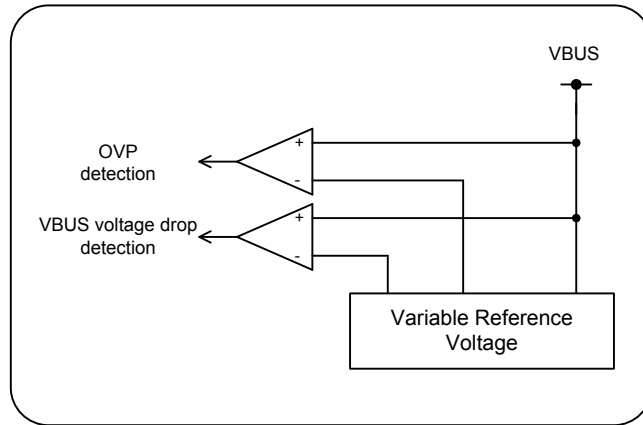 VBUS
OVP
detection
+
-
VBUS voltage drop
detection
+
-
Variable Reference
Voltage